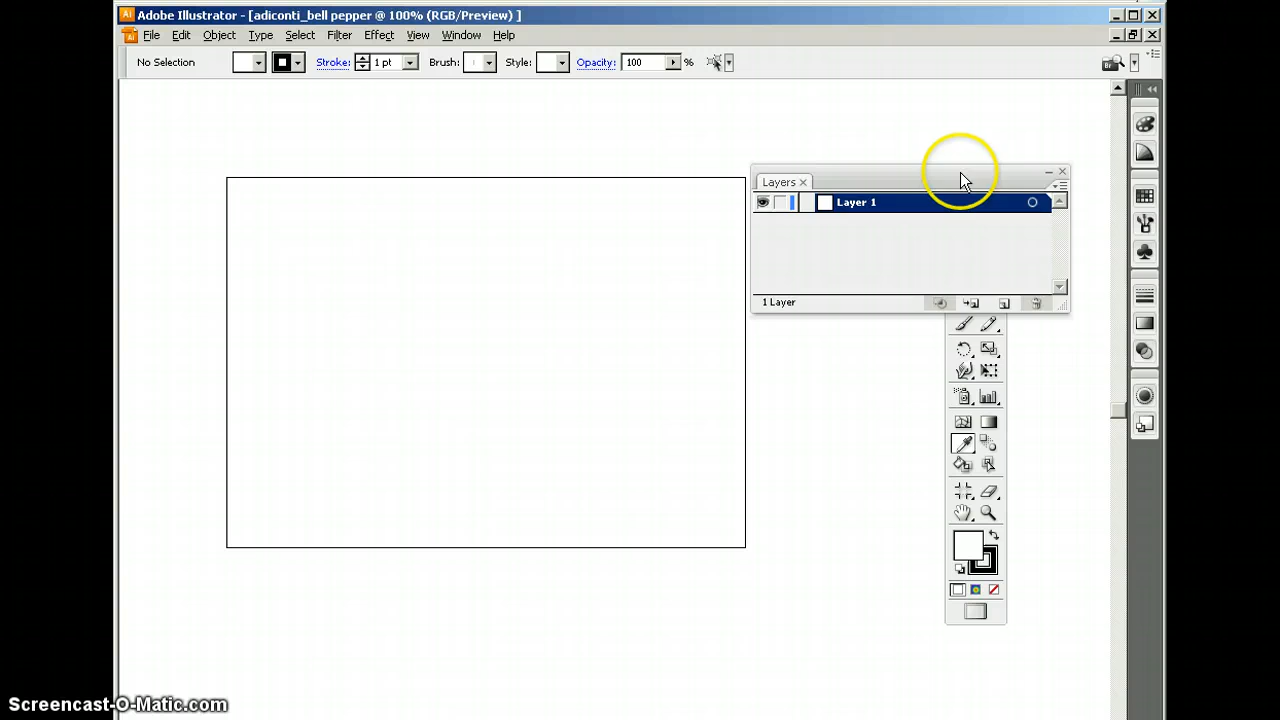 Adobe Illustrator - [adiconti_bell pepper @ 100% (RGB/Preview) ]
File Edit Object Type Select Filter Effect View Window Help
No Selection Stroke: 1 pt Brush: Style: Opacity: 100 %
Layers
Layer 1
1 Layer
Screencast-O-Matic.com